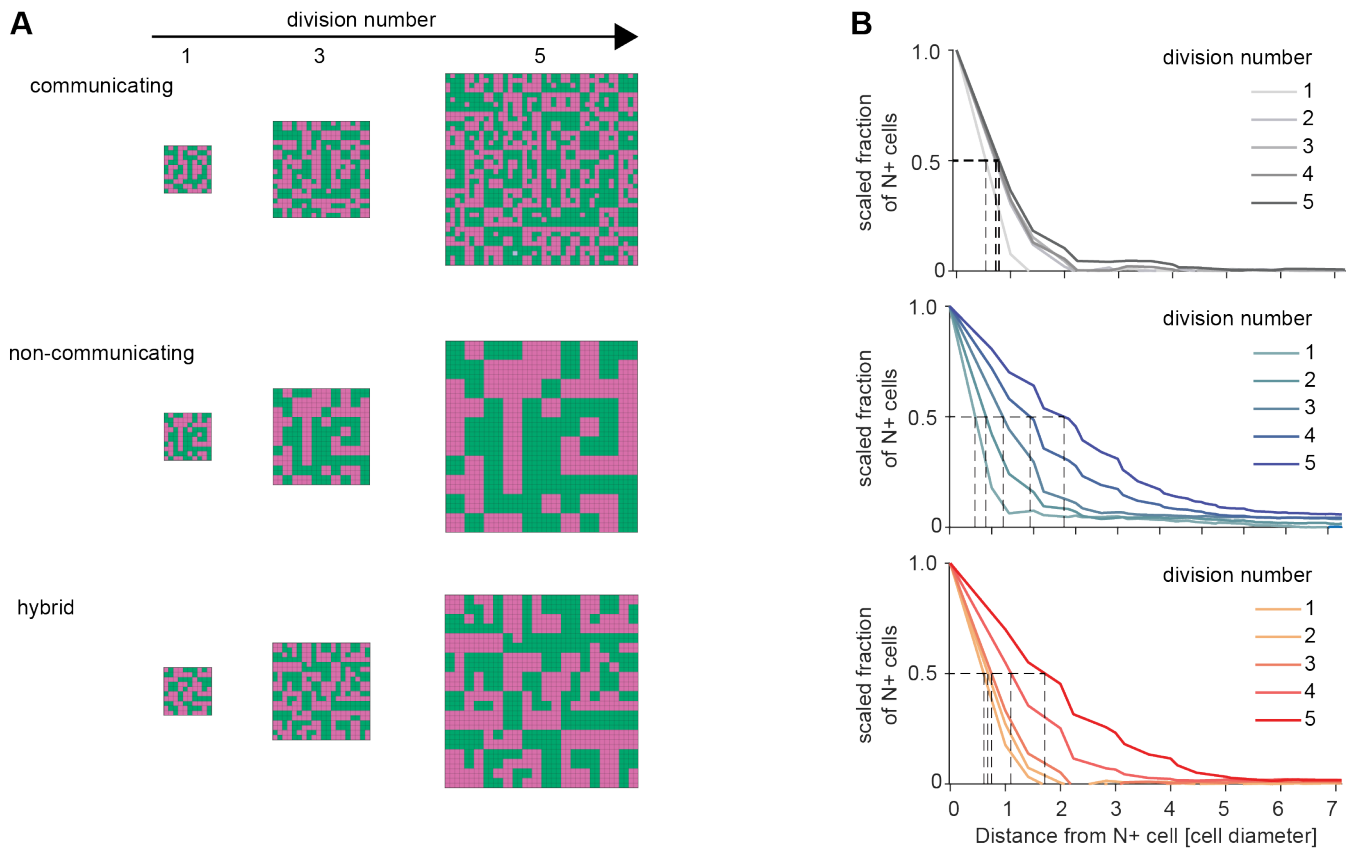 A
division number
1 3 5
communicating
non-communicating
hybrid
B
1.0
0.5
0
scaled fraction
of N+ cells
division number
1
2
3
4
5
1.0
0.5
0
scaled fraction
of N+ cells
division number
1
2
3
4
5
1.0
0.5
0
scaled fraction
of N+ cells
division number
1
2
3
4
5
0 1 2 3 4 5 6 7
Distance from N+ cell [cell diameter]